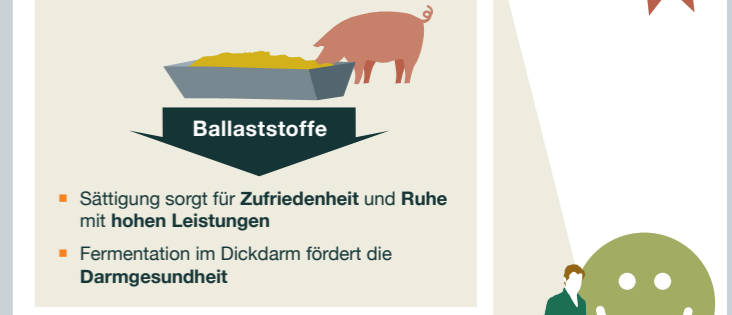 Ballaststoffe
Sättigung sorgt für Zufriedenheit und Ruhe
mit hohen Leistungen
Fermentation im Dickdarm fördert die
Darmgesundheit